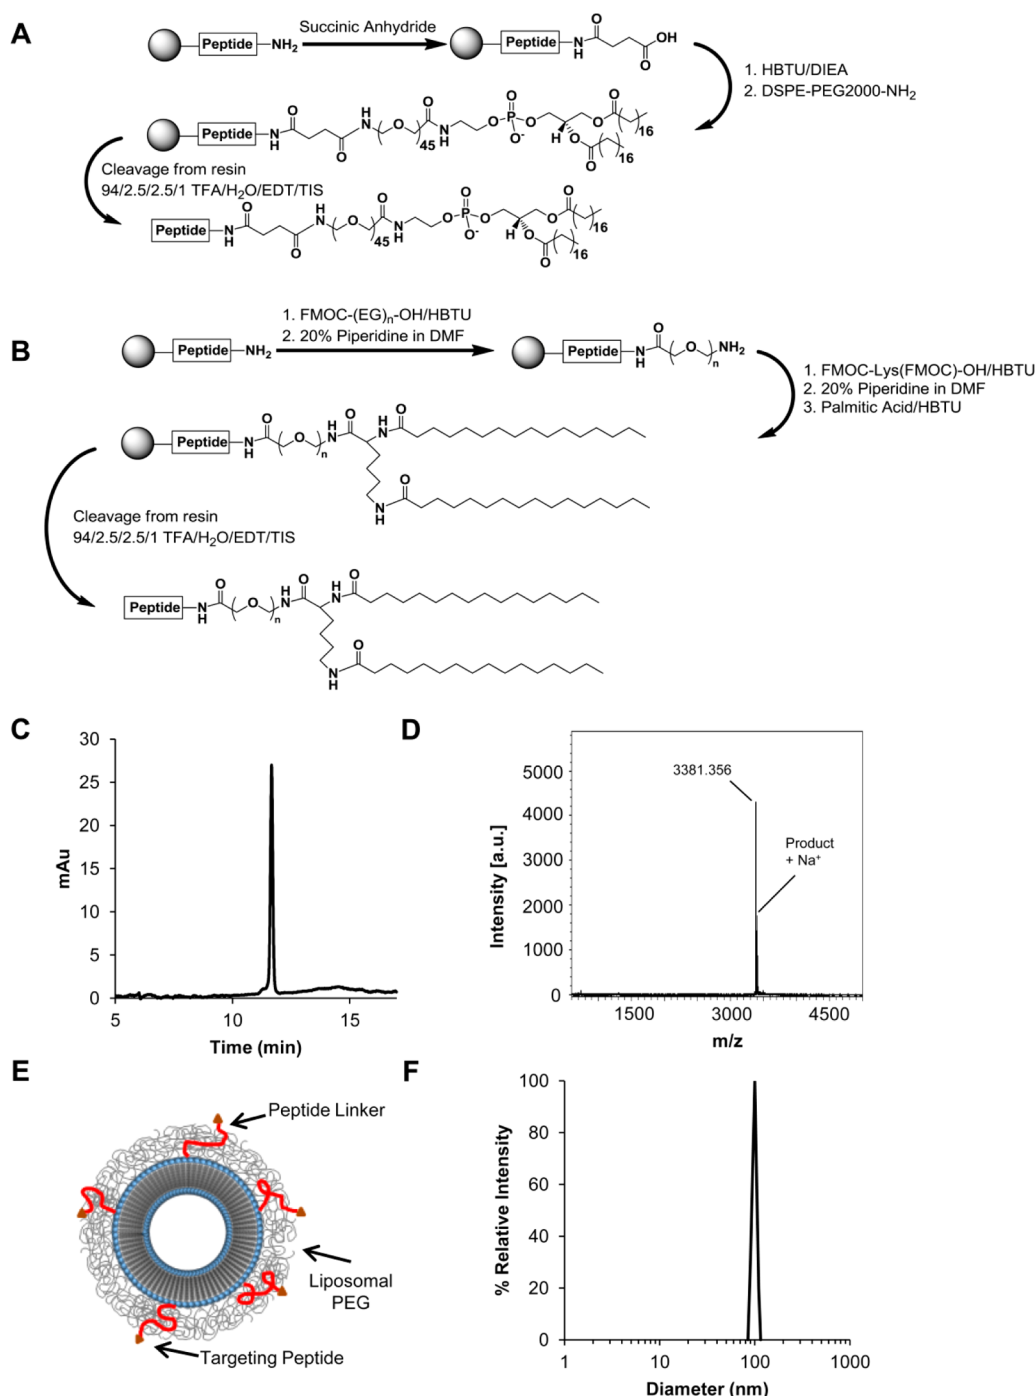 A
Peptide
NH2
Succinic Anhydride
Peptide
N
H
O
O
OH
1. HBTU/DIEA
2. DSPE-PEG2000-NH2
Peptide
N
H
O
O
H
N
O
45
O
N
H
O
O
P
O-
O
H
O
O
16
O
O
16
Cleavage from resin
94/2.5/2.5/1 TFA/H2O/EDT/TIS
Peptide
N
H
O
O
H
N
O
45
O
N
H
O
O
P
O-
O
H
O
O
16
O
O
16
B
Peptide
NH2
1. FMOC-(EG)n-OH/HBTU
2. 20% Piperidine in DMF
Peptide
N
H
O
O
n
NH2
1. FMOC-Lys(FMOC)-OH/HBTU
2. 20% Piperidine in DMF
3. Palmitic Acid/HBTU
Peptide
N
H
O
O
n
H
N
O
H
N
O
O
N
H
Cleavage from resin
94/2.5/2.5/1 TFA/H2O/EDT/TIS
Peptide
N
H
O
O
n
H
N
O
H
N
O
O
N
H
C
mAu
30
25
20
15
10
5
0
5
10
15
Time (min)
D
Intensity [a.u.]
5000
4000
3000
2000
1000
0
3381.356
Product
+ Na+
1500
3000
4500
m/z
E
Peptide Linker
Liposomal
PEG
Targeting Peptide
F
% Relative Intensity
100
80
60
40
20
0
1
10
100
1000
Diameter (nm)